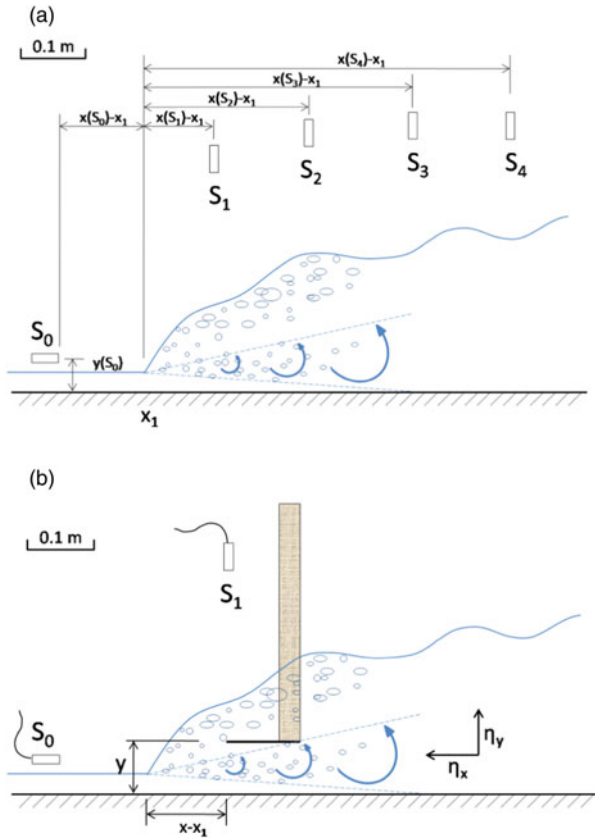 (a)
0.1 m
x(S₄)-x₁
x(S₃)-x₁
x(S₂)-x₁
x(S₀)-x₁ x(S₁)-x₁
S₁
S₂
S₃
S₄
S₀
y(S₀)
x₁
(b)
0.1 m
S₁
S₀
y
ηy
ηx
x-x₁